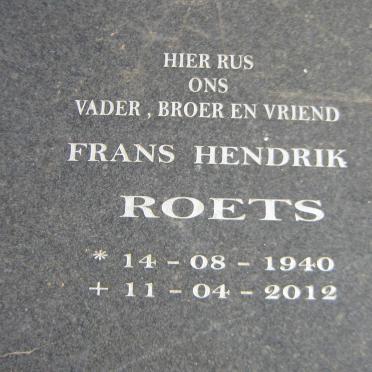 HIER RUS
ONS
VADER , BROER EN VRIEND
FRANS HENDRIK
ROETS
* 14 - 08 - 1940
+ 11 - 04 - 2012